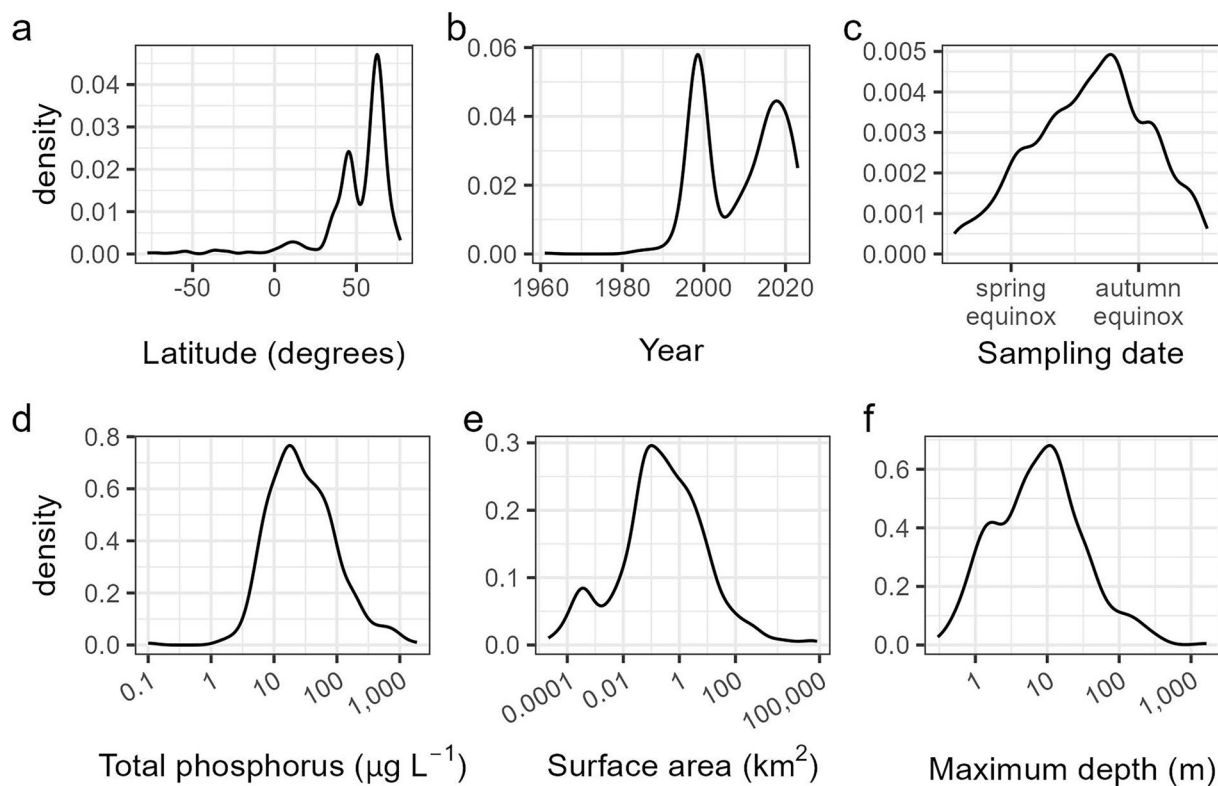 a
b
c
density
0.04
0.03
0.02
0.01
0.00
-50 0 50
Latitude (degrees)
0.06
0.04
0.02
0.00
1960 1980 2000 2020
Year
0.005
0.004
0.003
0.002
0.001
0.000
spring autumn
equinox equinox
Sampling date
d
e
f
density
0.8
0.6
0.4
0.2
0.0
0.1 1 10 100 1,000
Total phosphorus (µg L⁻¹)
0.3
0.2
0.1
0.0
0.0001 0.01 1 100 100,000
Surface area (km²)
0.6
0.4
0.2
0.0
1 10 100 1,000
Maximum depth (m)